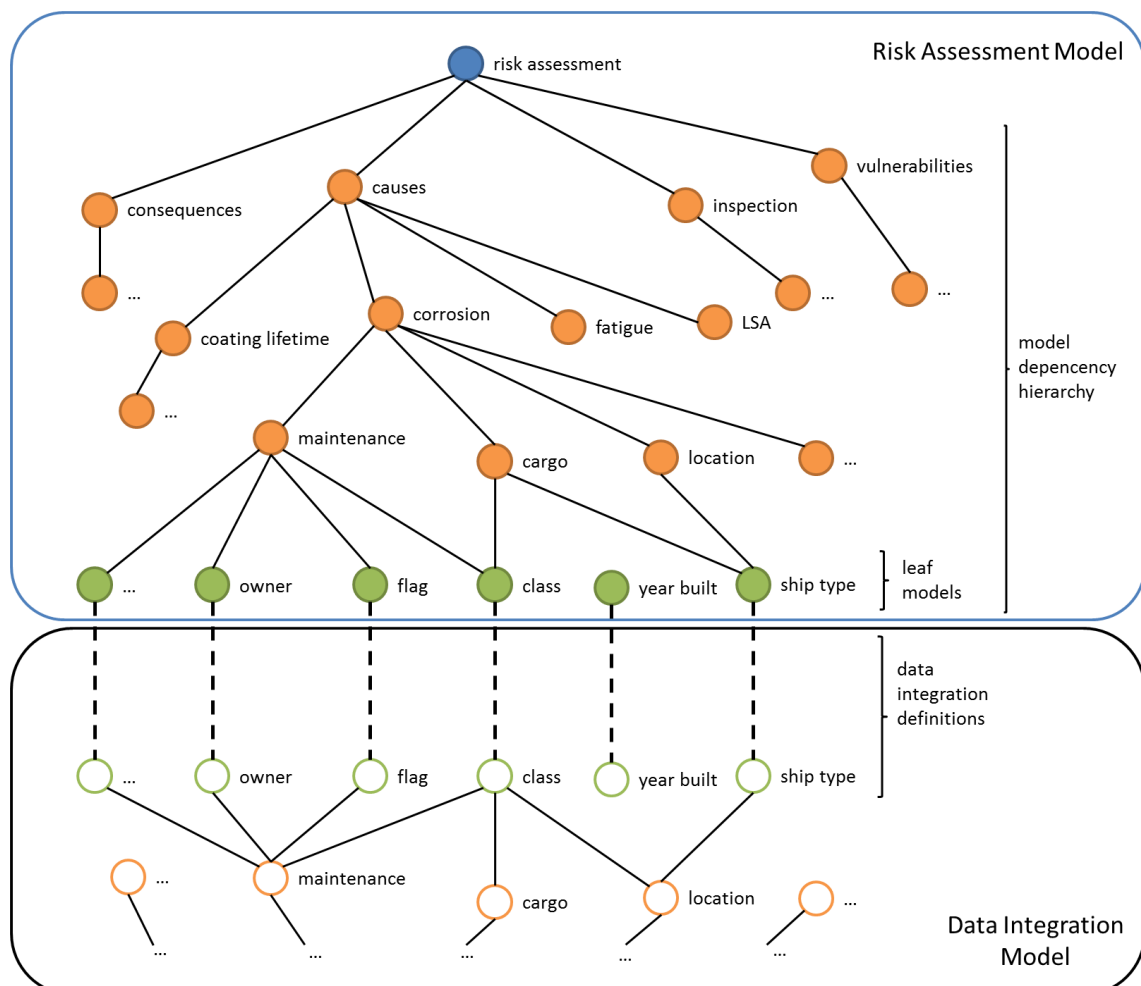 Risk Assessment Model
risk assessment
vulnerabilities
causes
consequences
inspection
...
...
...
corrosion
LSA
fatigue
coating lifetime
model
depencency
hierarchy
...
maintenance
cargo
location
...
...
owner
flag
class
year built
ship type
leaf
models
data
integration
definitions
...
owner
flag
class
year built
ship type
...
maintenance
cargo
location
...
...
...
...
...
...
Data Integration
Model